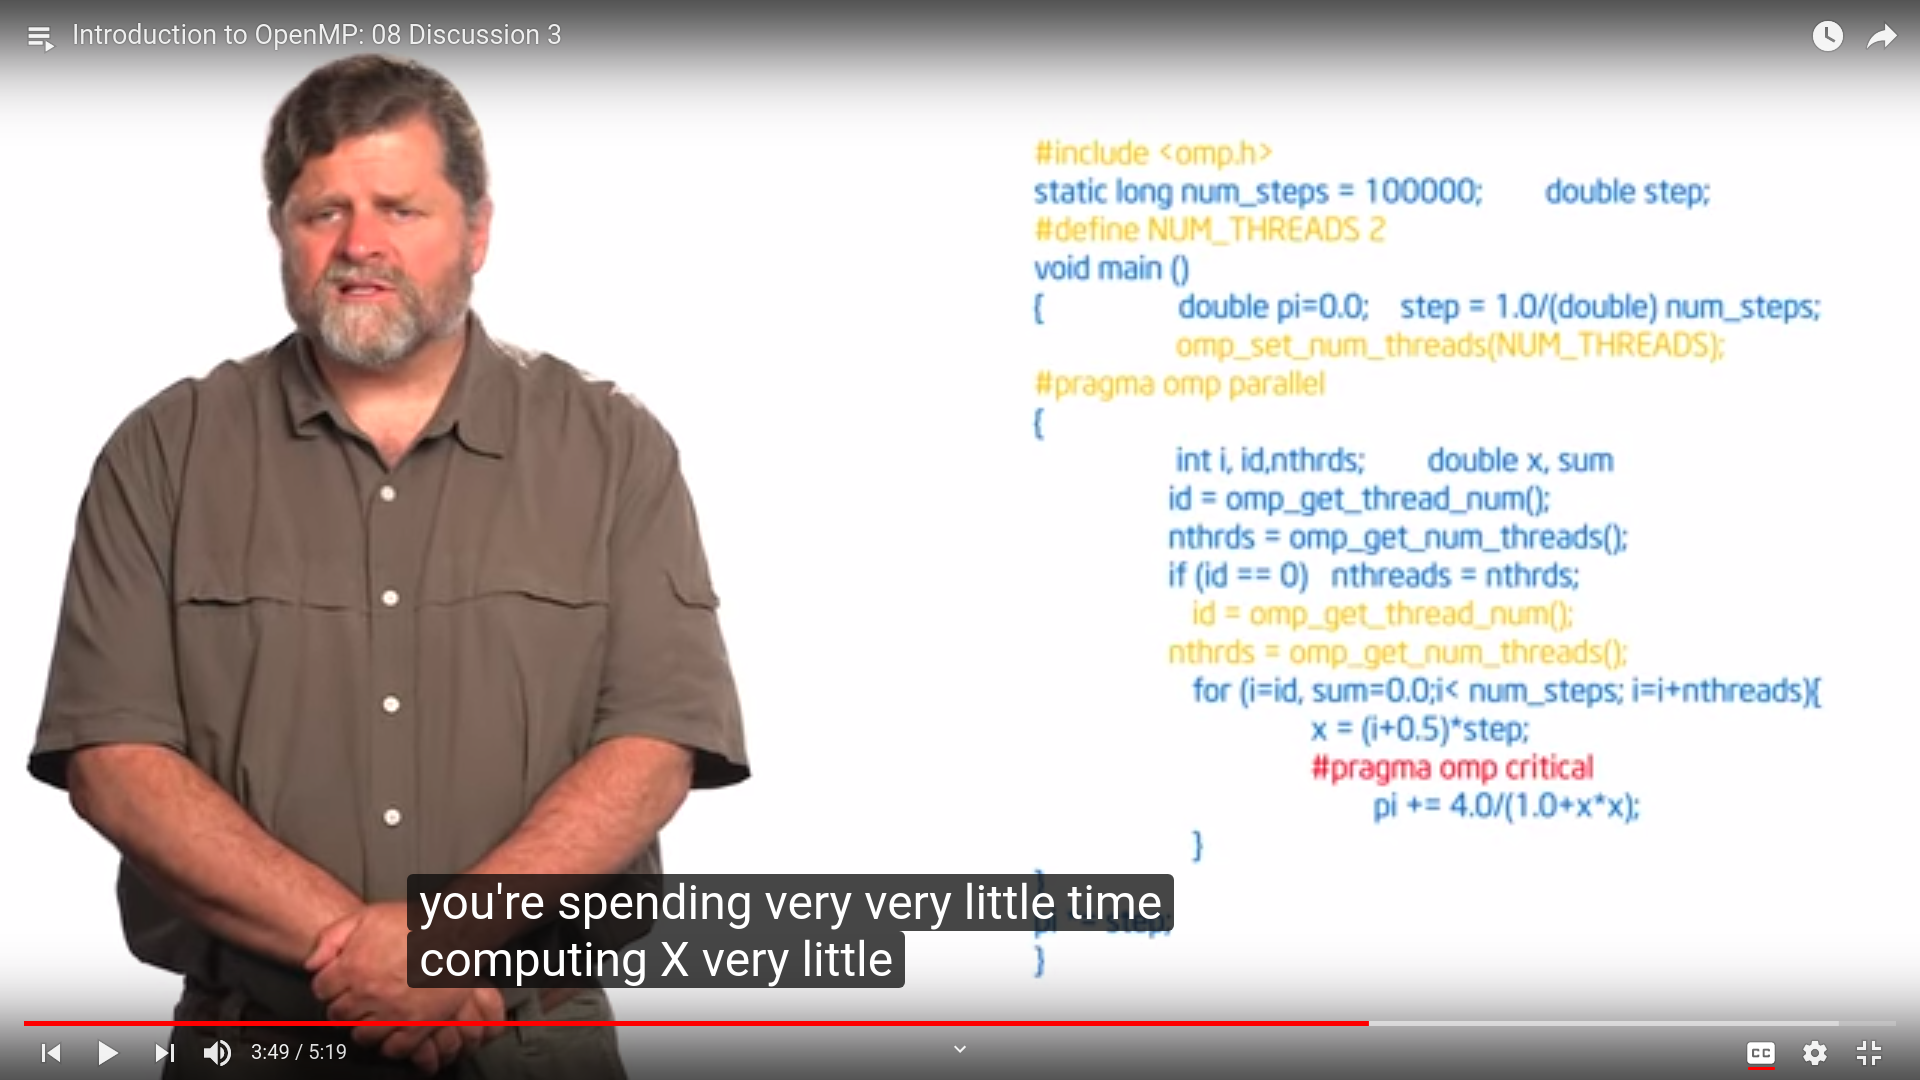 Introduction to OpenMP: 08 Discussion 3
#include <omp.h>
static long num_steps = 100000; double step;
#define NUM_THREADS 2
void main ()
{ double pi=0.0; step = 1.0/(double) num_steps;
omp_set_num_threads(NUM_THREADS);
#pragma omp parallel
{
int i, id,nthrds; double x, sum
id = omp_get_thread_num();
nthrds = omp_get_num_threads();
if (id == 0) nthreads = nthrds;
id = omp_get_thread_num();
nthrds = omp_get_num_threads();
for (i=id, sum=0.0;i< num_steps; i=i+nthreads){
x = (i+0.5)*step;
#pragma omp critical
pi += 4.0/(1.0+x*x);
}
}
pi *= step;
}
you're spending very very little time
computing X very little
3:49 / 5:19
CC